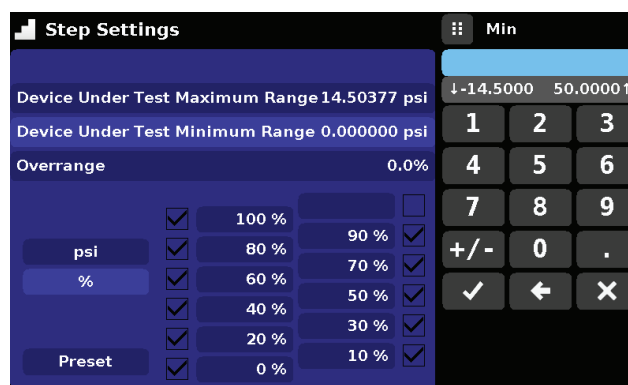 Step Settings
Min
↓-14.5000 50.0000↑
Device Under Test Maximum Range 14.50377 psi
Device Under Test Minimum Range 0.000000 psi
Overrange 0.0%
1 2 3
4 5 6
7 8 9
+/- 0 .
100 %
90 %
psi
80 %
70 %
%
60 %
50 %
40 %
30 %
20 %
10 %
Preset
0 %